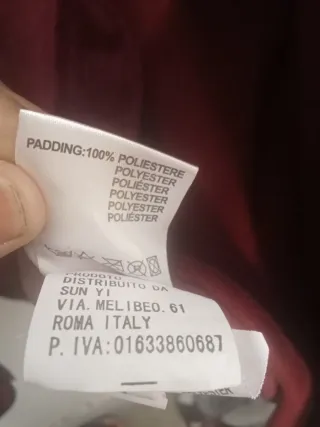 PADDING:100% POLIESTERE
POLYESTER
POLIÉSTER
POLYESTER
POLYESTER
POLIÉSTER
PRODOTO
DISTRIBUITO DA
SUN YI
VIA. MELIBEO. 61
ROMA ITALY
P. IVA:01633860687